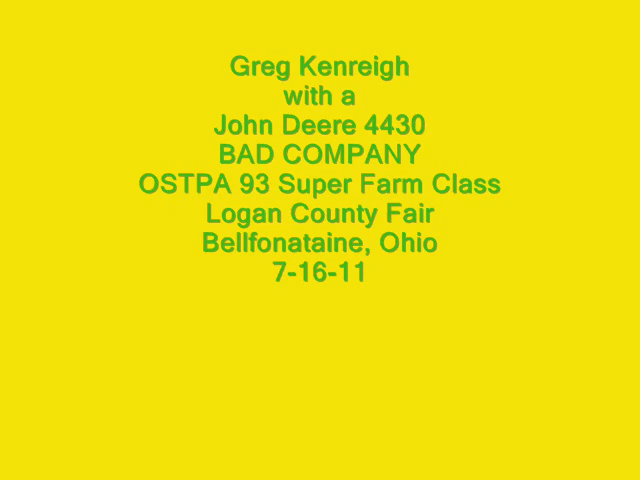 Greg Kenreigh
with a
John Deere 4430
BAD COMPANY
OSTPA 93 Super Farm Class
Logan County Fair
Bellfonataine, Ohio
7-16-11